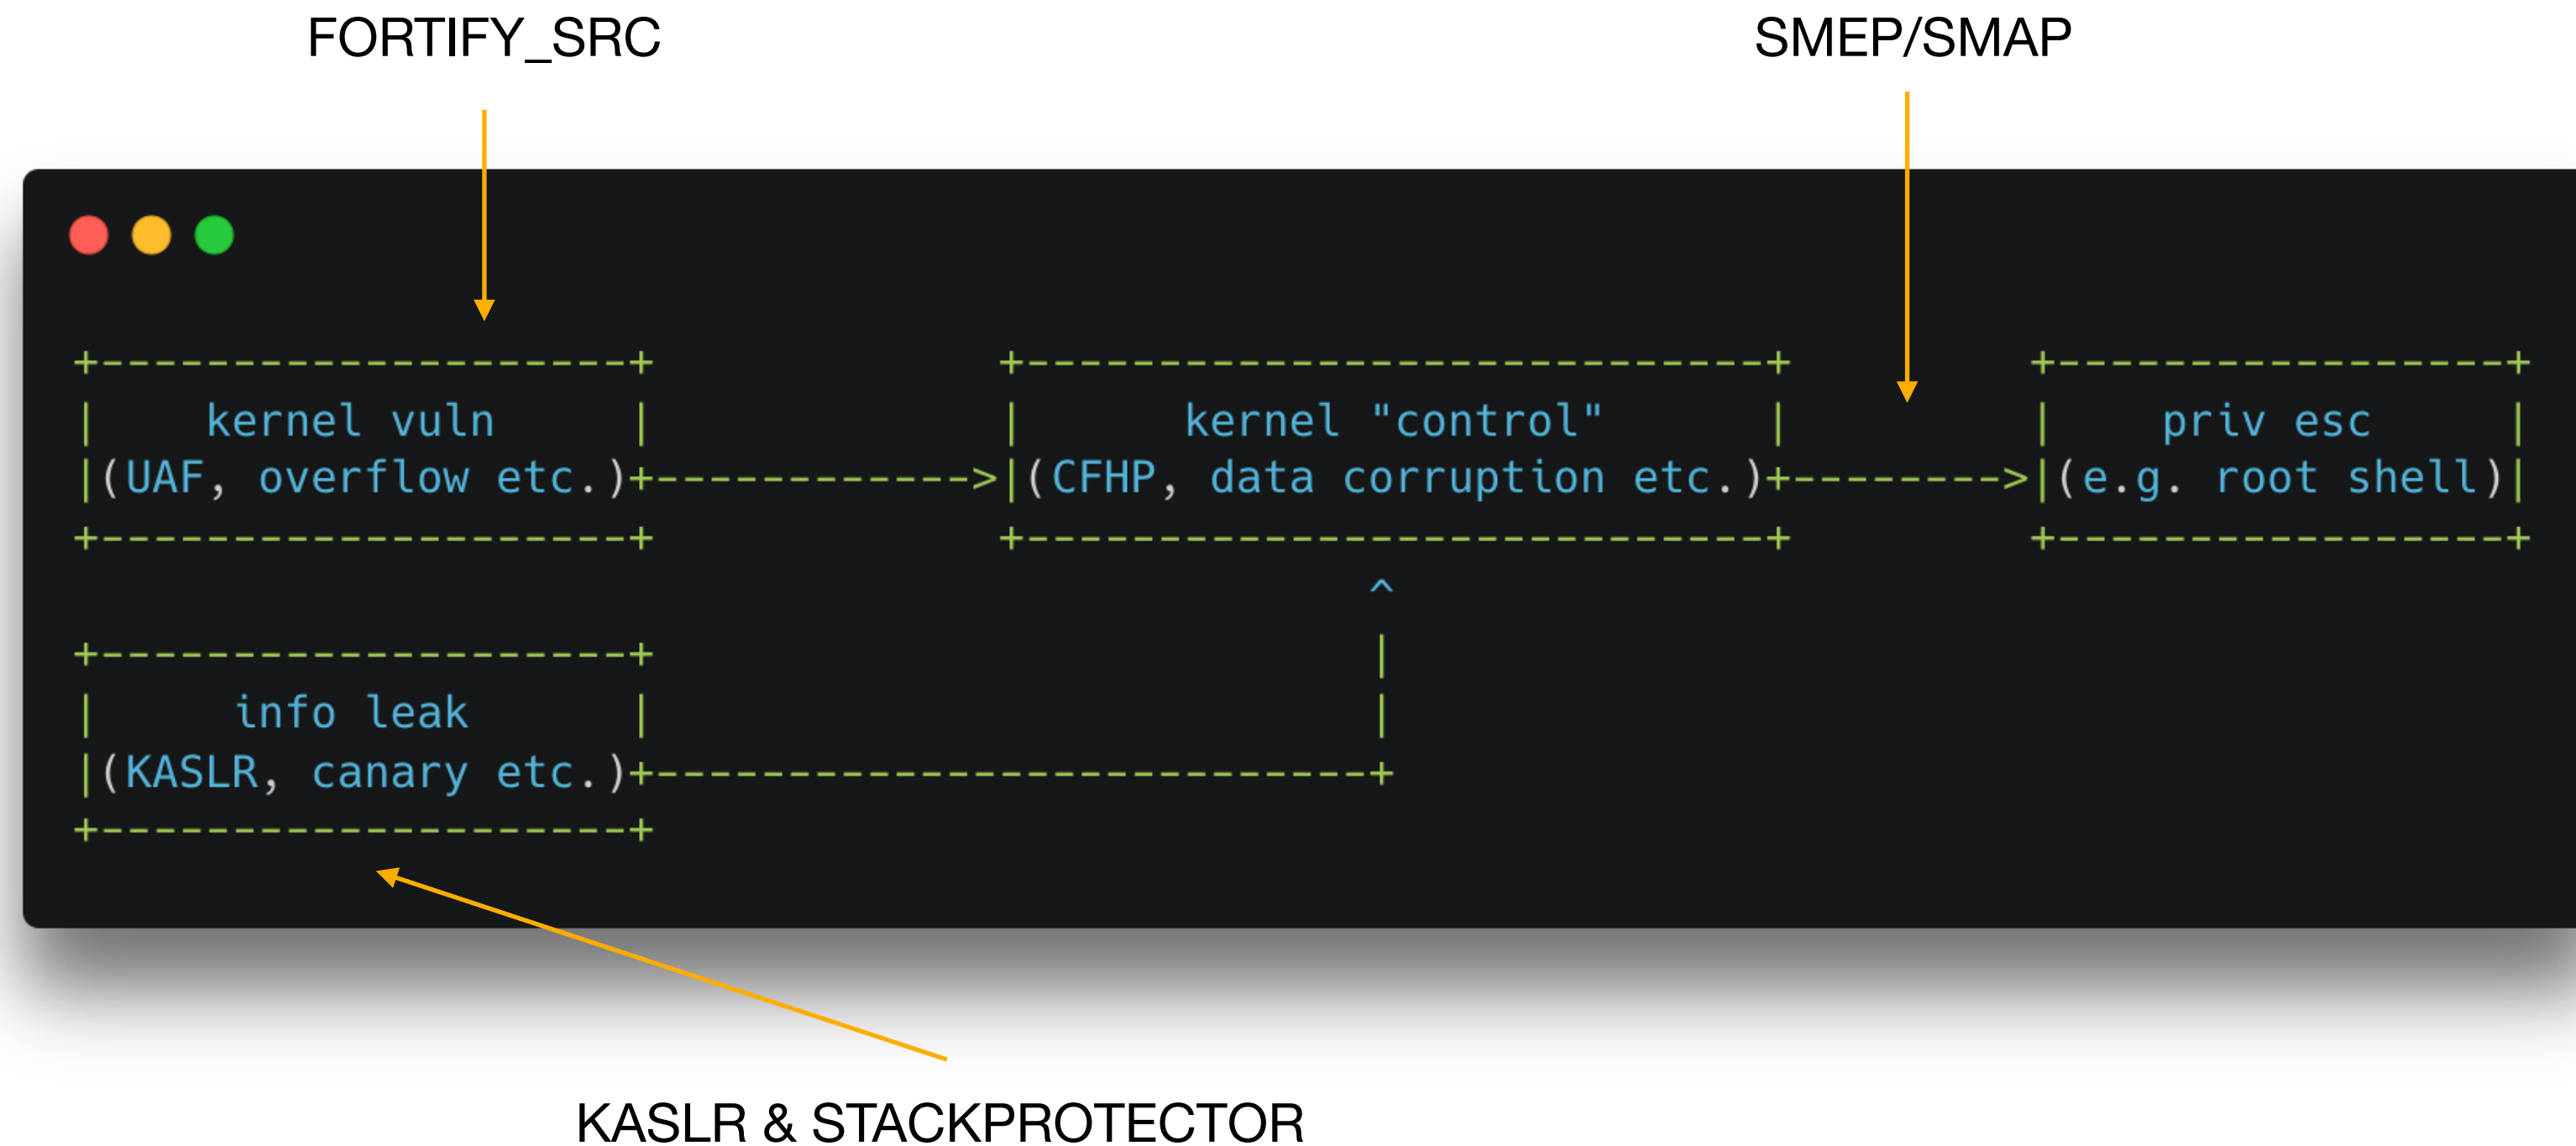 FORTIFY_SRC
SMEP/SMAP
kernel vuln
(UAF, overflow etc.)
kernel "control"
(CFHP, data corruption etc.)
priv esc
(e.g. root shell)
info leak
(KASLR, canary etc.)
KASLR & STACKPROTECTOR